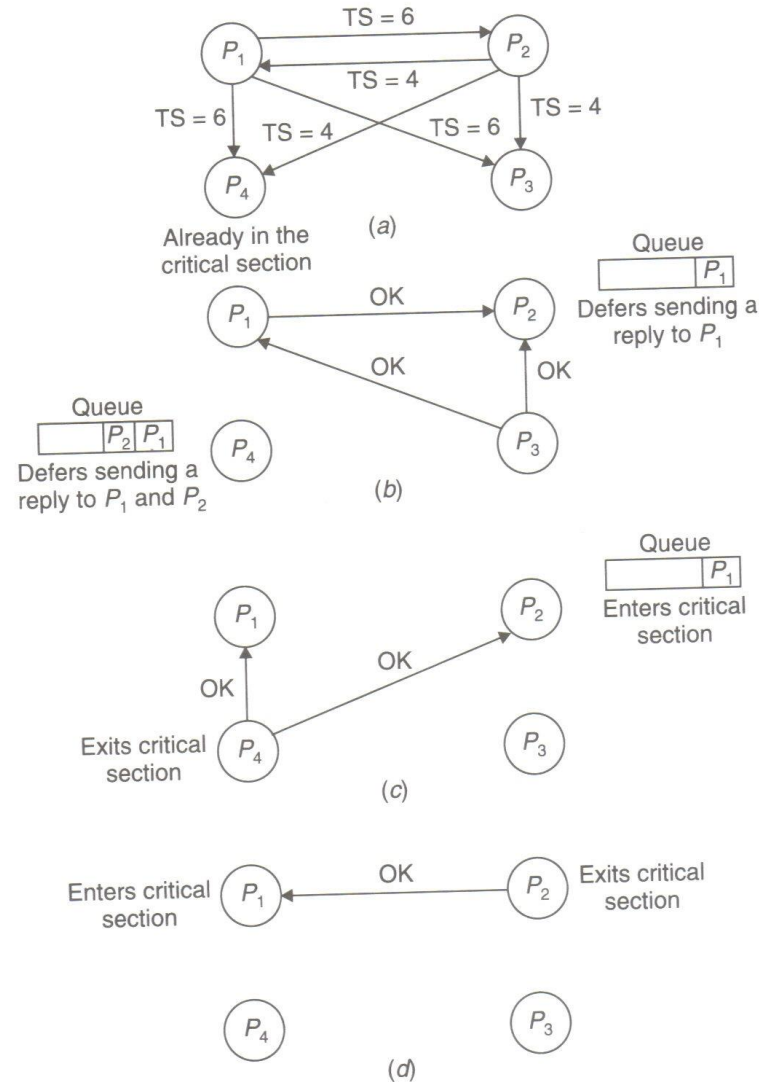 TS = 6
P₁
P₂
TS = 4
TS = 6
TS = 4
TS = 6
TS = 4
P₄
P₃
Already in the
critical section
(a)
Queue
P₁
Defers sending a
reply to P₁
P₁
OK
P₂
OK
OK
Queue
P₂ P₁
Defers sending a
reply to P₁ and P₂
P₄
P₃
(b)
Queue
P₁
Enters critical
section
P₁
P₂
OK
OK
Exits critical
section
P₄
P₃
(c)
Enters critical
section
P₁
OK
P₂
Exits critical
section
P₄
P₃
(d)